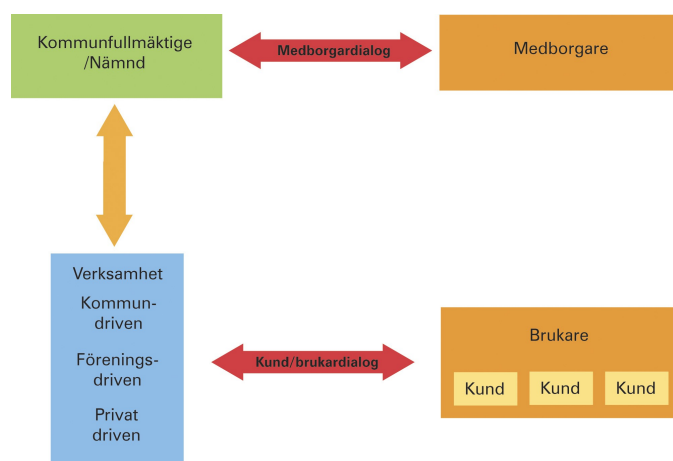 Kommunfullmäktige
/Nämnd
Medborgardialog
Medborgare
Verksamhet
Kommun-
driven
Förenings-
driven
Privat
driven
Kund/brukardialog
Brukare
Kund
Kund
Kund